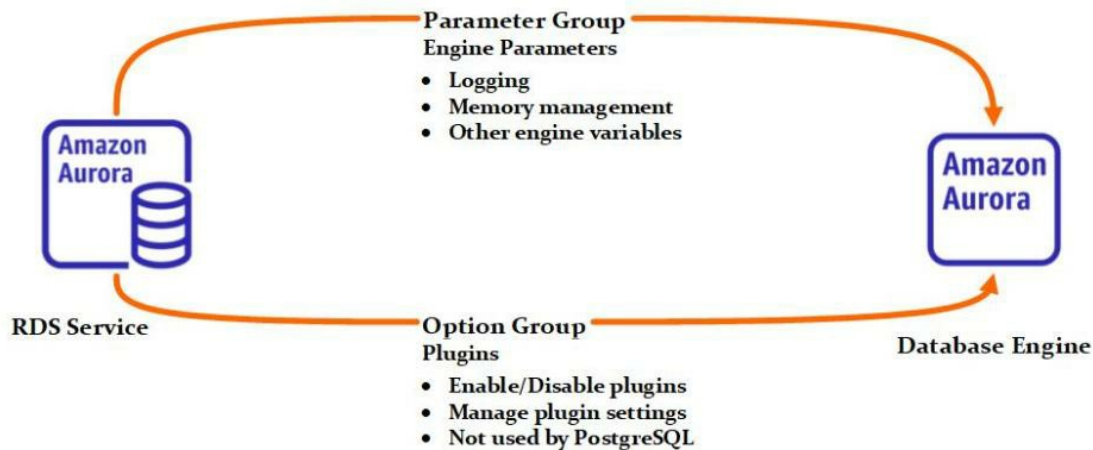 Parameter Group
Engine Parameters
• Logging
• Memory management
• Other engine variables
Amazon
Aurora
RDS Service
Amazon
Aurora
Database Engine
Option Group
Plugins
• Enable/Disable plugins
• Manage plugin settings
• Not used by PostgreSQL